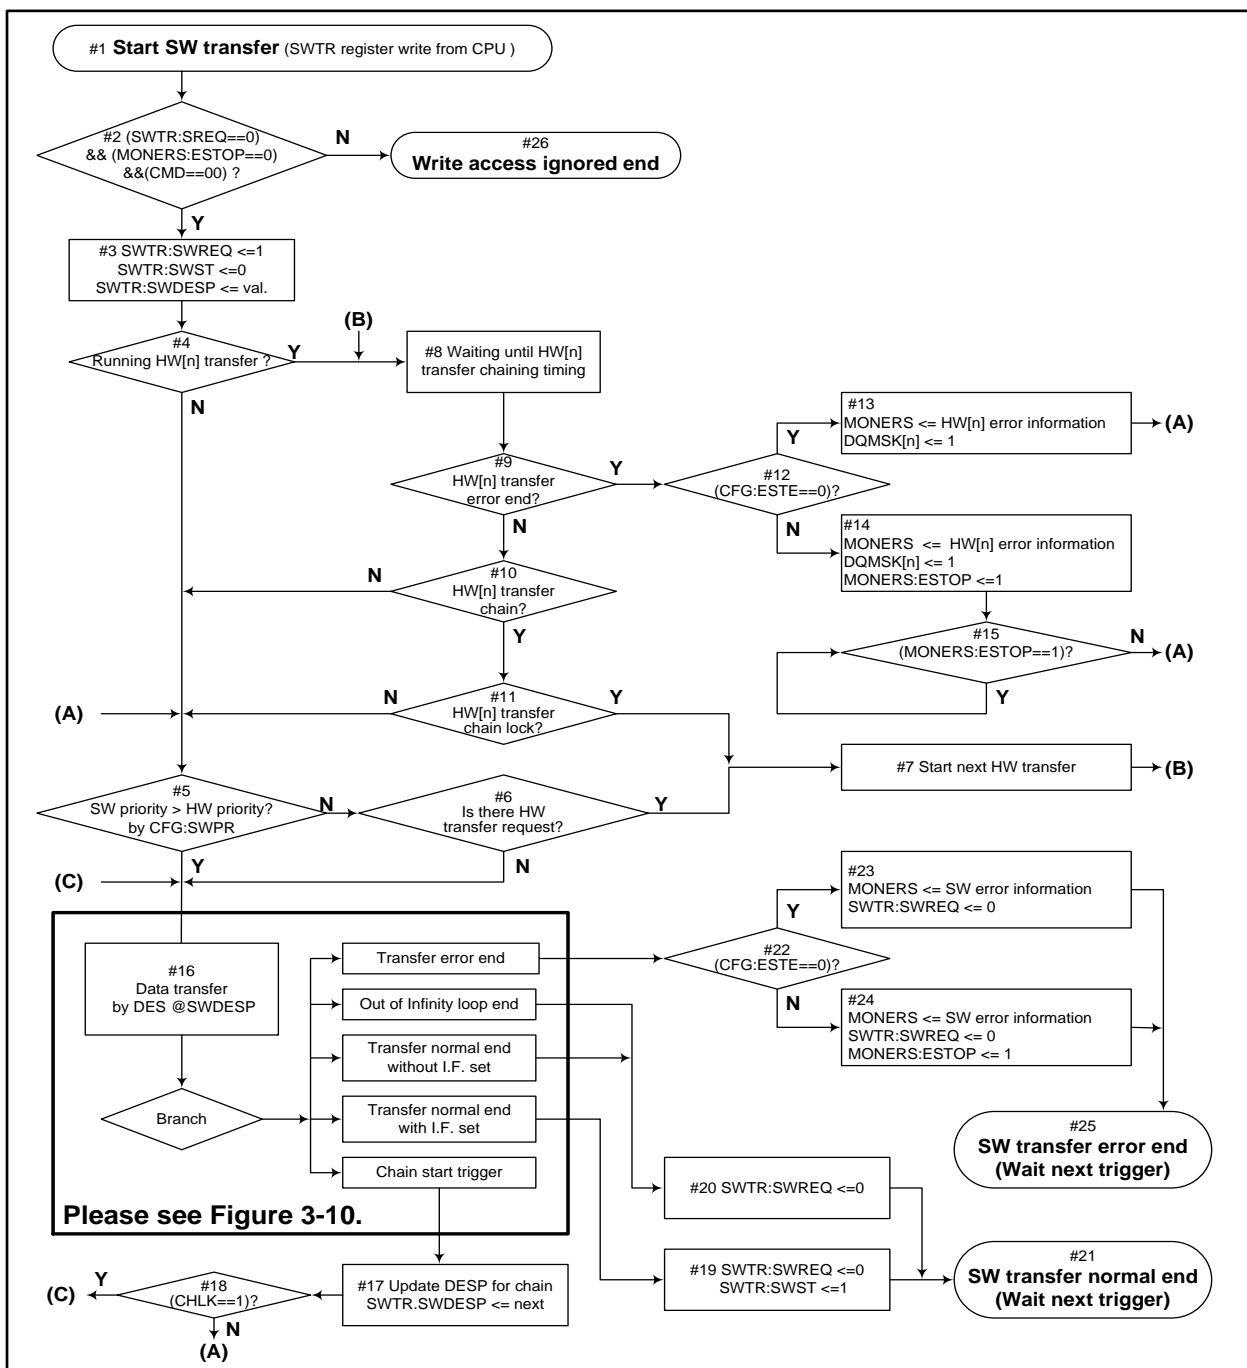 #1 Start SW transfer (SWTR register write from CPU )
#2 (SWTR:SREQ==0)
&& (MONERS:ESTOP==0)
&&(CMD==00) ?
N
#26
Write access ignored end
Y
#3 SWTR:SWREQ <=1
SWTR:SWST <=0
SWTR:SWDESP <= val.
#4
Running HW[n] transfer ?
Y
N
(B)
#8 Waiting until HW[n]
transfer chaining timing
#9
HW[n] transfer
error end?
Y
N
#12
(CFG:ESTE==0)?
Y
N
#13
MONERS <= HW[n] error information
DQMSK[n] <= 1
(A)
#14
MONERS <= HW[n] error information
DQMSK[n] <= 1
MONERS:ESTOP <=1
#10
HW[n] transfer
chain?
N
Y
#15
(MONERS:ESTOP==1)?
N
(A)
Y
#11
HW[n] transfer
chain lock?
N
Y
(A)
#5
SW priority > HW priority?
by CFG:SWPR
N
Y
#6
Is there HW
transfer request?
Y
N
#7 Start next HW transfer
(B)
(C)
#16
Data transfer
by DES @SWDESP
Branch
Transfer error end
Out of Infinity loop end
Transfer normal end
without I.F. set
Transfer normal end
with I.F. set
Chain start trigger
Please see Figure 3-10.
#22
(CFG:ESTE==0)?
Y
N
#23
MONERS <= SW error information
SWTR:SWREQ <= 0
#24
MONERS <= SW error information
SWTR:SWREQ <= 0
MONERS:ESTOP <= 1
#25
SW transfer error end
(Wait next trigger)
#20 SWTR:SWREQ <=0
#19 SWTR:SWREQ <=0
SWTR:SWST <=1
#21
SW transfer normal end
(Wait next trigger)
#17 Update DESP for chain
SWTR.SWDESP <= next
#18
(CHLK==1)?
Y
(C)
N
(A)